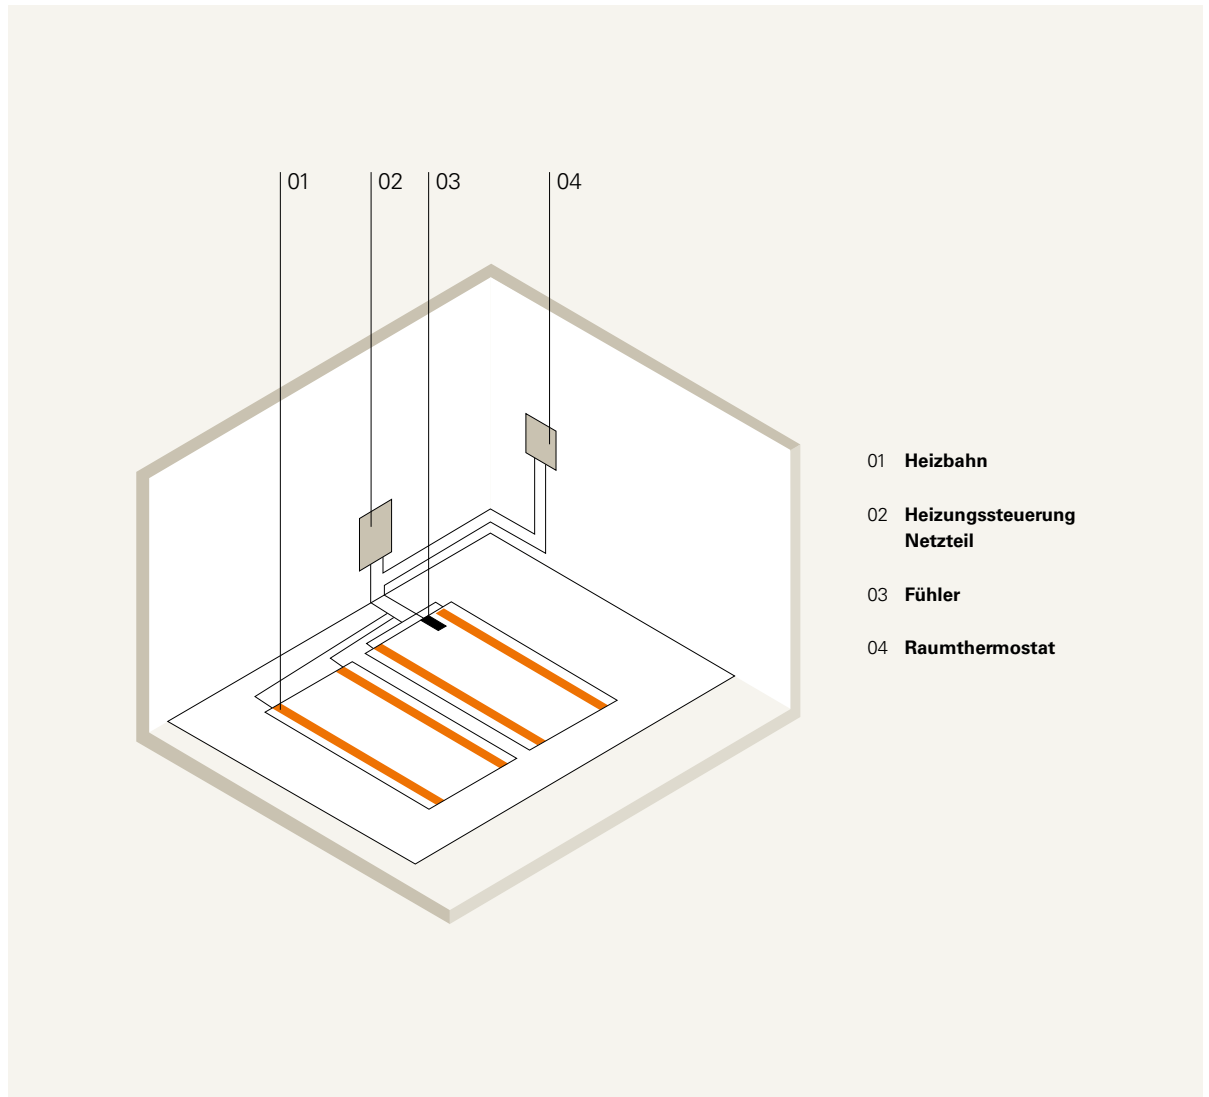 01 02 03 04
01 Heizbahn
02 Heizungssteuerung
Netzteil
03 Fühler
04 Raumthermostat